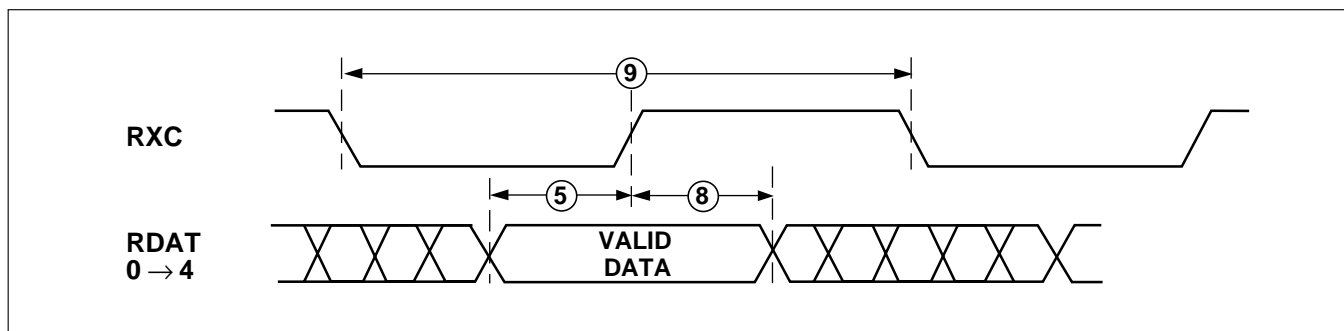 ⑨
RXC
⑤
⑧
RDAT
0 → 4
VALID
DATA